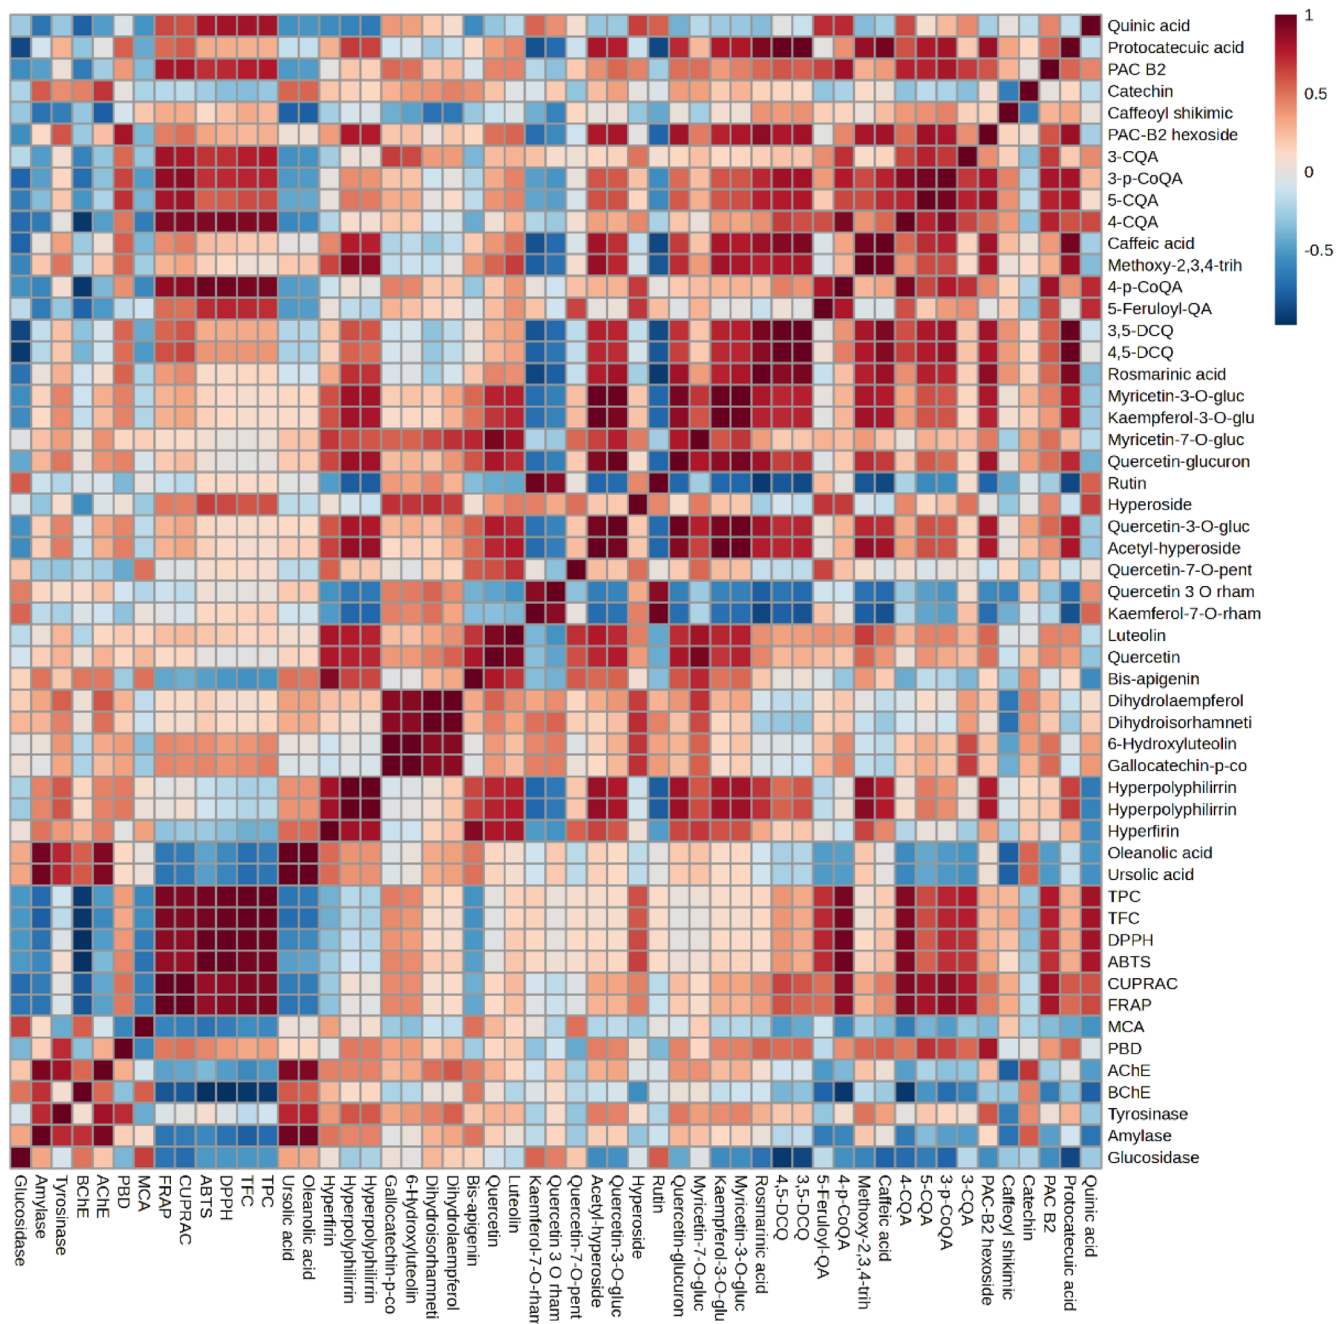 Quinic acid
Protocatecuic acid
PAC B2
Catechin
Caffeoyl shikimic
PAC-B2 hexoside
3-CQA
3-p-CoQA
5-CQA
4-CQA
Caffeic acid
Methoxy-2,3,4-trih
4-p-CoQA
5-Feruloyl-QA
3,5-DCQ
4,5-DCQ
Rosmarinic acid
Myricetin-3-O-gluc
Kaempferol-3-O-glu
Myricetin-7-O-gluc
Quercetin-glucuron
Rutin
Hyperoside
Quercetin-3-O-gluc
Acetyl-hyperoside
Quercetin-7-O-pent
Quercetin 3 O rham
Kaemferol-7-O-rham
Luteolin
Quercetin
Bis-apigenin
Dihydrolaempferol
Dihydroisorhamneti
6-Hydroxyluteolin
Gallocatechin-p-co
Hyperpolyphilirrin
Hyperpolyphilirrin
Hyperfirin
Oleanolic acid
Ursolic acid
TPC
TFC
DPPH
ABTS
CUPRAC
FRAP
MCA
PBD
AChE
BChE
Tyrosinase
Amylase
Glucosidase
1
0.5
0
-0.5
Glucosidase
Amylase
Tyrosinase
BChE
AChE
PBD
MCA
FRAP
CUPRAC
ABTS
DPPH
TFC
TPC
Ursolic acid
Oleanolic acid
Hyperfirin
Hyperpolyphilirrin
Hyperpolyphilirrin
Gallocatechin-p-co
6-Hydroxyluteolin
Dihydroisorhamneti
Dihydrolaempferol
Bis-apigenin
Quercetin
Luteolin
Kaemferol-7-O-rham
Quercetin 3 O rham
Quercetin-7-O-pent
Acetyl-hyperoside
Quercetin-3-O-gluc
Hyperoside
Rutin
Quercetin-glucuron
Myricetin-7-O-gluc
Kaempferol-3-O-glu
Myricetin-3-O-gluc
Rosmarinic acid
4,5-DCQ
3,5-DCQ
5-Feruloyl-QA
4-p-CoQA
Methoxy-2,3,4-trih
Caffeic acid
4-CQA
5-CQA
3-p-CoQA
3-CQA
PAC-B2 hexoside
Caffeoyl shikimic
Catechin
PAC B2
Protocatecuic acid
Quinic acid